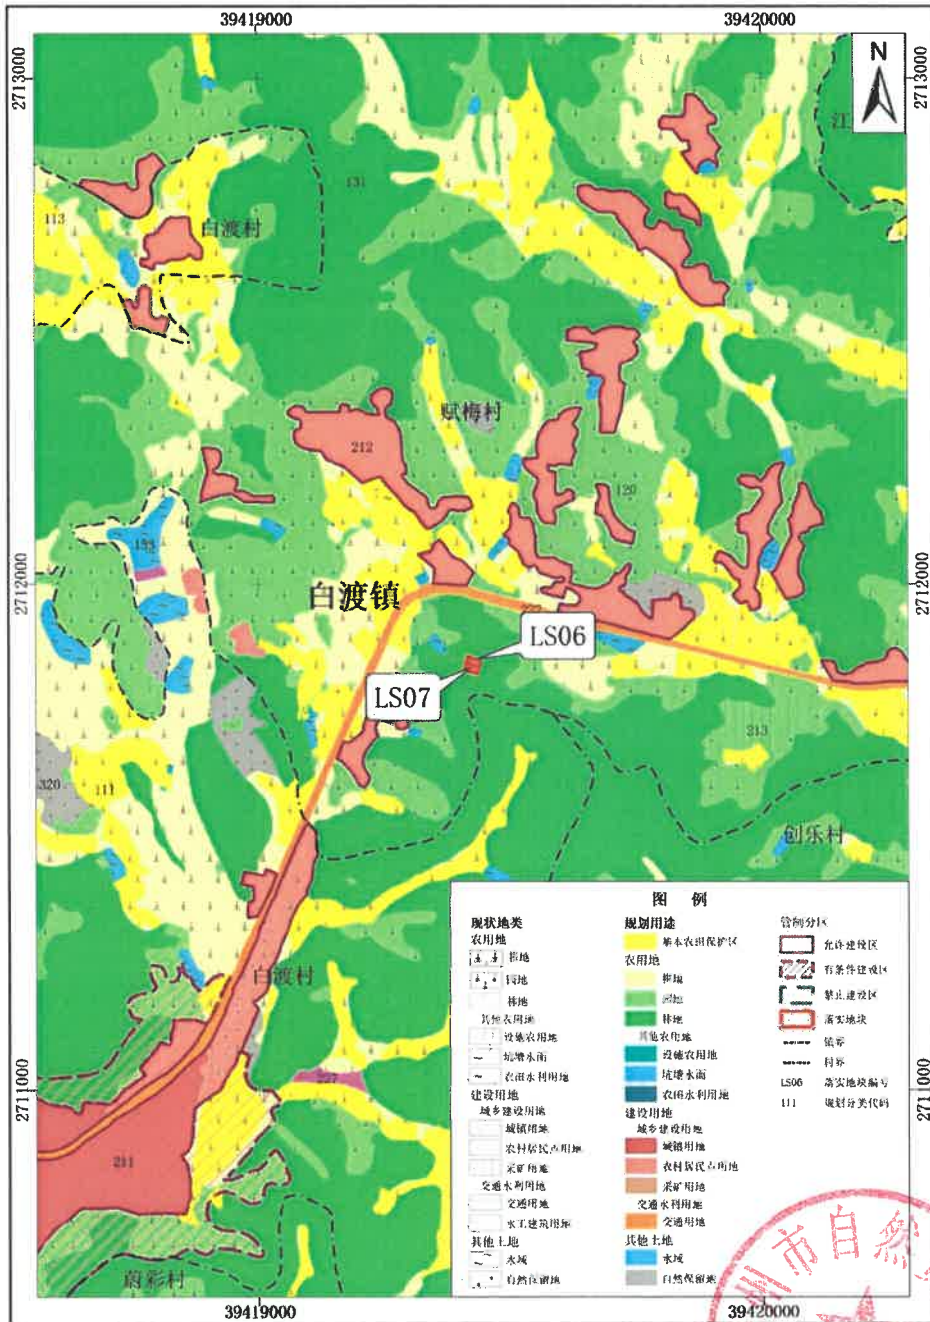 39419000
39420000
2713000
2713000
N
江
131
113
白渡村
赋梅村
212
120
2712000
2712000
白渡镇
LS06
LS07
213
320
111
创乐村
白渡村
2711000
2711000
211
蔚彩村
图 例
现状地类
农用地
耕地
园地
林地
其他农用地
设施农用地
坑塘水面
农田水利用地
建设用地
城乡建设用地
城镇用地
农村居民点用地
采矿用地
交通水利用地
交通用地
水工建筑用地
其他土地
水域
自然保留地
规划用途
基本农田保护区
农用地
耕地
园地
林地
其他农用地
设施农用地
坑塘水面
农田水利用地
建设用地
城乡建设用地
城镇用地
农村居民点用地
采矿用地
交通水利用地
交通用地
其他土地
水域
自然保留地
管制分区
允许建设区
有条件建设区
禁止建设区
落实地块
镇界
村界
LS06 落实地块编号
111 规划分类代码
州市自然
39419000
39420000